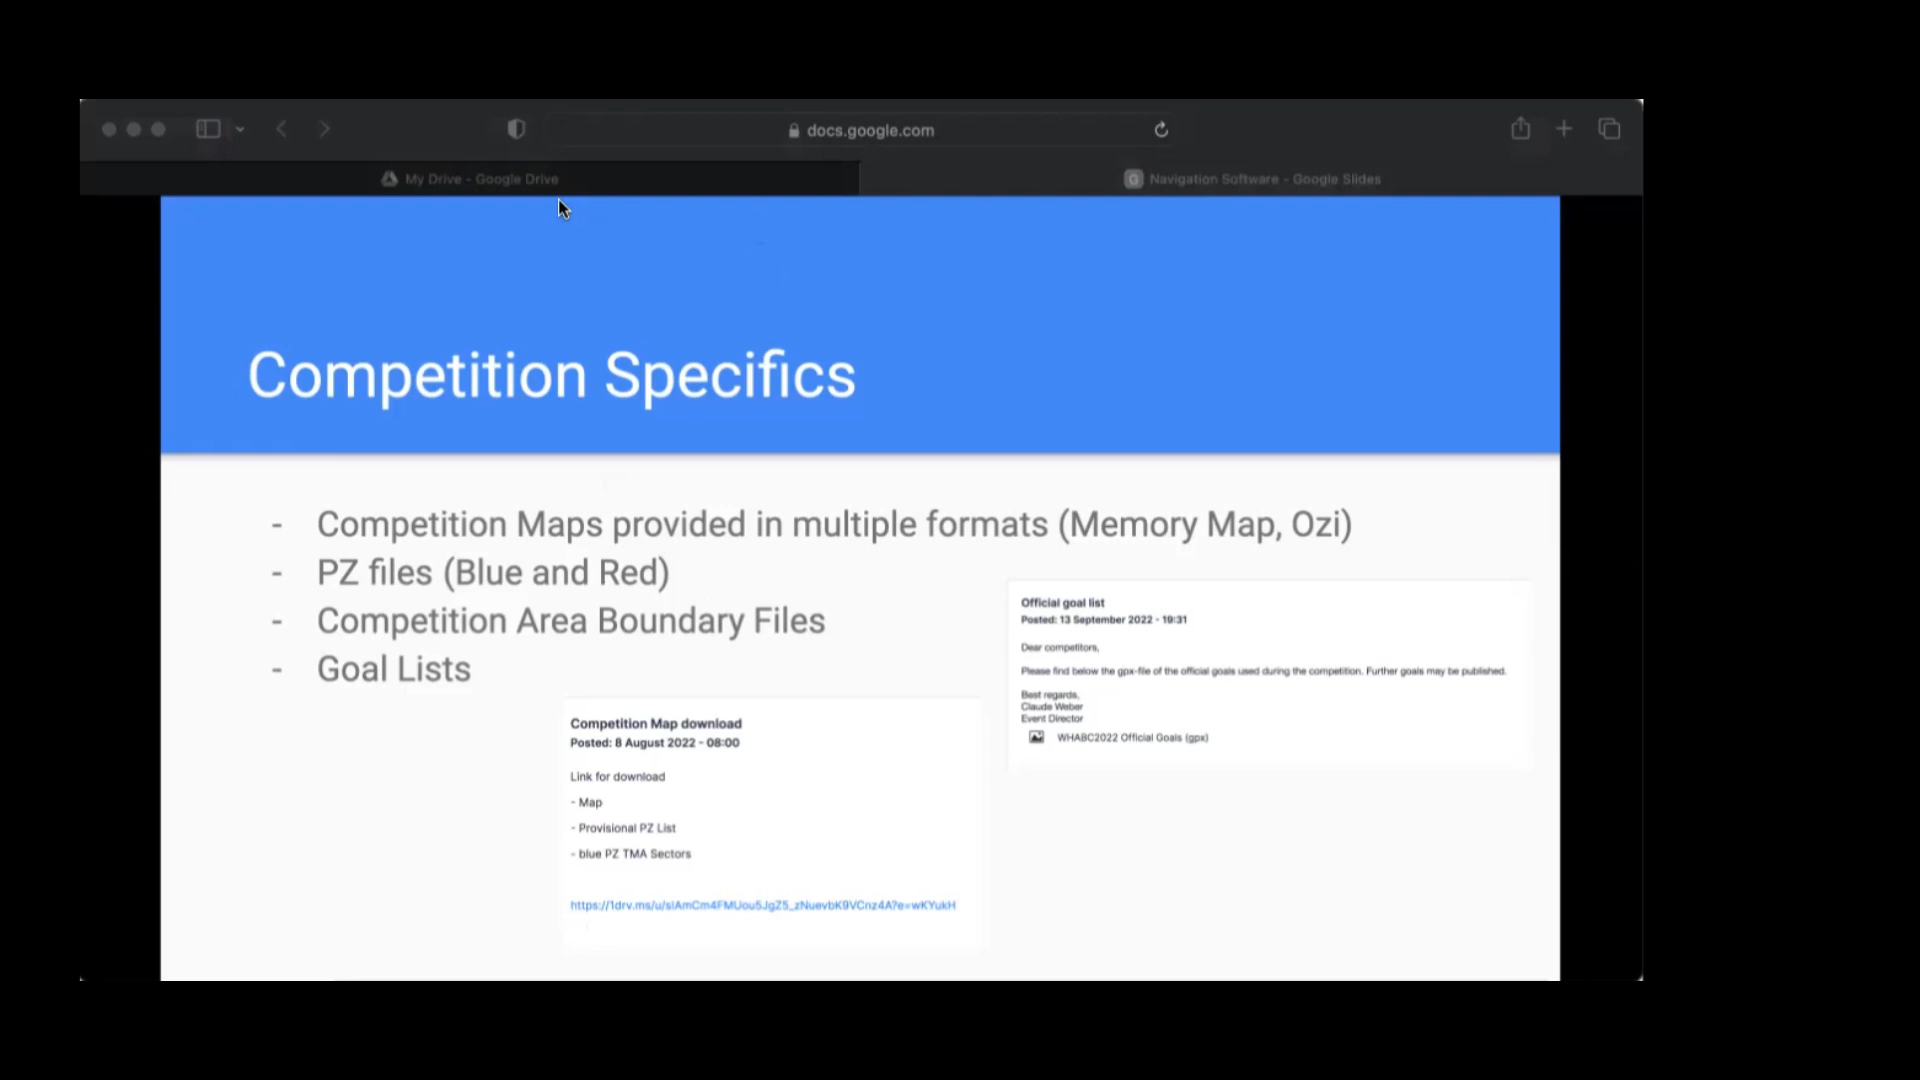 docs.google.com
My Drive - Google Drive
Navigation Software - Google Slides
Competition Specifics
- Competition Maps provided in multiple formats (Memory Map, Ozi)
- PZ files (Blue and Red)
- Competition Area Boundary Files
- Goal Lists
Official goal list
Posted: 13 September 2022 - 19:31
Dear competitors,
Please find below the gpx-file of the official goals used during the competition. Further goals may be published.
Best regards,
Claude Weber
Event Director
WHABC2022 Official Goals (gpx)
Competition Map download
Posted: 8 August 2022 - 08:00
Link for download
- Map
- Provisional PZ List
- blue PZ TMA Sectors